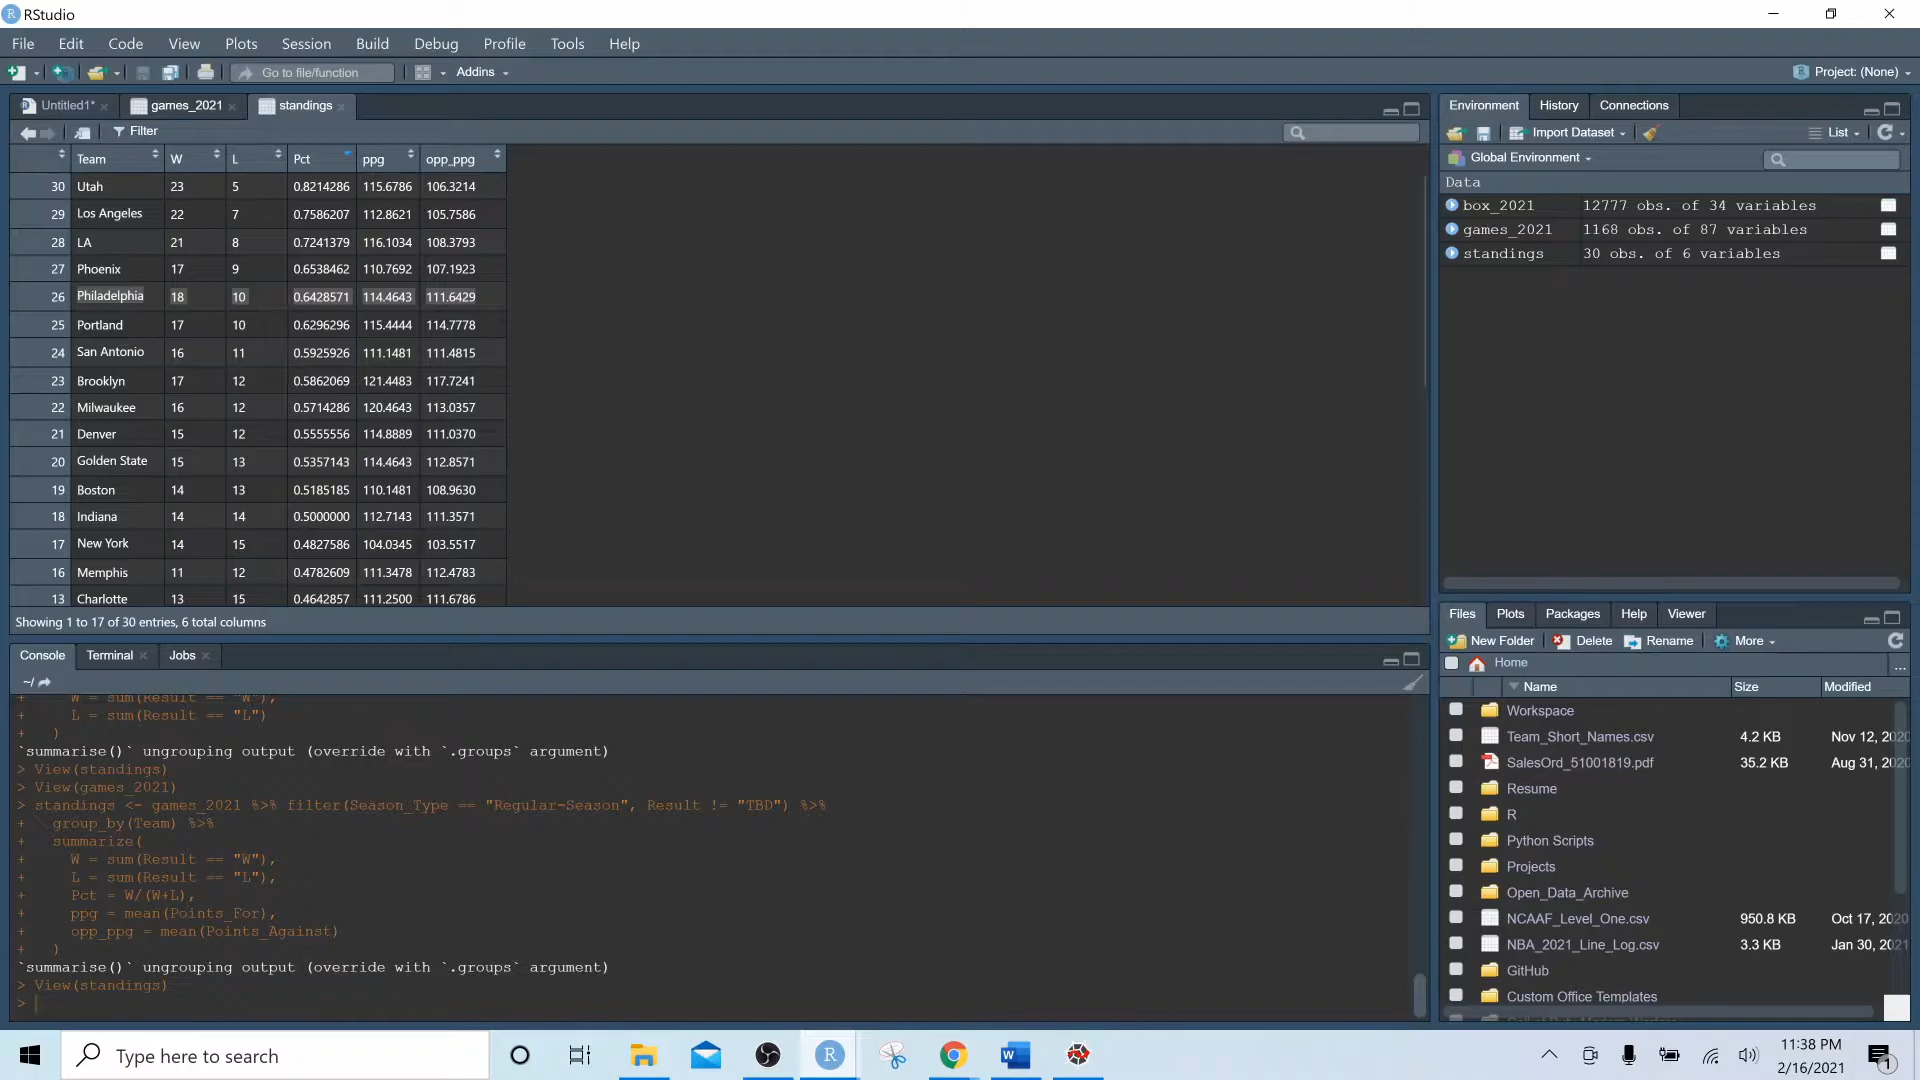 RStudio
File Edit Code View Plots Session Build Debug Profile Tools Help
Go to file/function Addins Project: (None)
Untitled1* games_2021 standings
Filter
Team W L Pct ppg opp_ppg
30 Utah 23 5 0.8214286 115.6786 106.3214
29 Los Angeles 22 7 0.7586207 112.8621 105.7586
28 LA 21 8 0.7241379 116.1034 108.3793
27 Phoenix 17 9 0.6538462 110.7692 107.1923
26 Philadelphia 18 10 0.6428571 114.4643 111.6429
25 Portland 17 10 0.6296296 115.4444 114.7778
24 San Antonio 16 11 0.5925926 111.1481 111.4815
23 Brooklyn 17 12 0.5862069 121.4483 117.7241
22 Milwaukee 16 12 0.5714286 120.4643 113.0357
21 Denver 15 12 0.5555556 114.8889 111.0370
20 Golden State 15 13 0.5357143 114.4643 112.8571
19 Boston 14 13 0.5185185 110.1481 108.9630
18 Indiana 14 14 0.5000000 112.7143 111.3571
17 New York 14 15 0.4827586 104.0345 103.5517
16 Memphis 11 12 0.4782609 111.3478 112.4783
13 Charlotte 13 15 0.4642857 111.2500 111.6786
Showing 1 to 17 of 30 entries, 6 total columns
Console Terminal Jobs
~/
+ W = sum(Result == "W"),
+ L = sum(Result == "L")
+ )
`summarise()` ungrouping output (override with `.groups` argument)
> View(standings)
> View(games_2021)
> standings <- games_2021 %>% filter(Season_Type == "Regular-Season", Result != "TBD") %>%
+ group_by(Team) %>%
+ summarize(
+ W = sum(Result == "W"),
+ L = sum(Result == "L"),
+ Pct = W/(W+L),
+ ppg = mean(Points_For),
+ opp_ppg = mean(Points_Against)
+ )
`summarise()` ungrouping output (override with `.groups` argument)
> View(standings)
>
Environment History Connections
Import Dataset List
Global Environment
Data
box_2021 12777 obs. of 34 variables
games_2021 1168 obs. of 87 variables
standings 30 obs. of 6 variables
Files Plots Packages Help Viewer
New Folder Delete Rename More
Home ...
Name Size Modified
Workspace
Team_Short_Names.csv 4.2 KB Nov 12, 2020
SalesOrd_51001819.pdf 35.2 KB Aug 31, 2020
Resume
R
Python Scripts
Projects
Open_Data_Archive
NCAAF_Level_One.csv 950.8 KB Oct 17, 2020
NBA_2021_Line_Log.csv 3.3 KB Jan 30, 2021
GitHub
Custom Office Templates
Type here to search
11:38 PM
2/16/2021
1